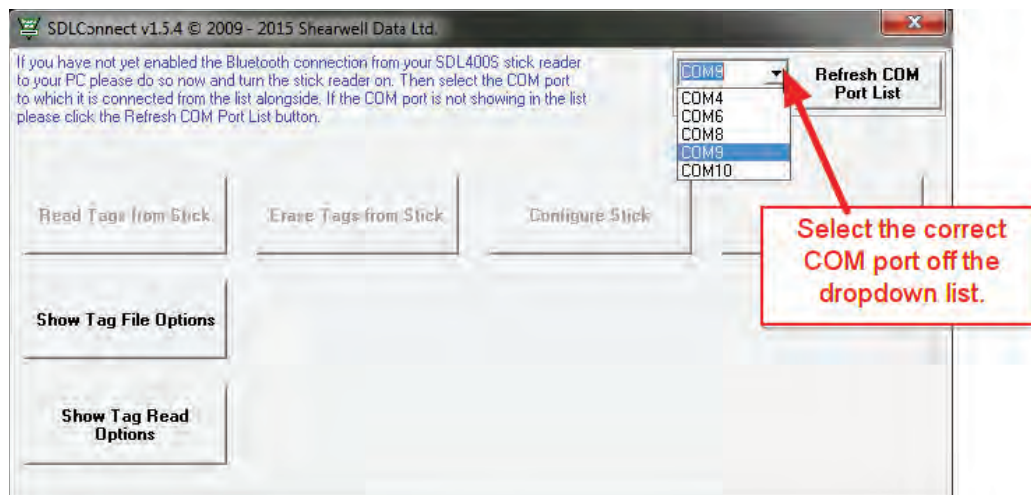 SDLConnect v1.5.4 © 2009 - 2015 Shearwell Data Ltd.
If you have not yet enabled the Bluetooth connection from your SDL400S stick reader
to your PC please do so now and turn the stick reader on. Then select the COM port
to which it is connected from the list alongside. If the COM port is not showing in the list
please click the Refresh COM Port List button.
COM9
Refresh COM
Port List
COM4
COM6
COM8
COM9
COM10
Read Tags from Stick
Erase Tags from Stick
Configure Stick
Select the correct
COM port off the
dropdown list.
Show Tag File Options
Show Tag Read
Options